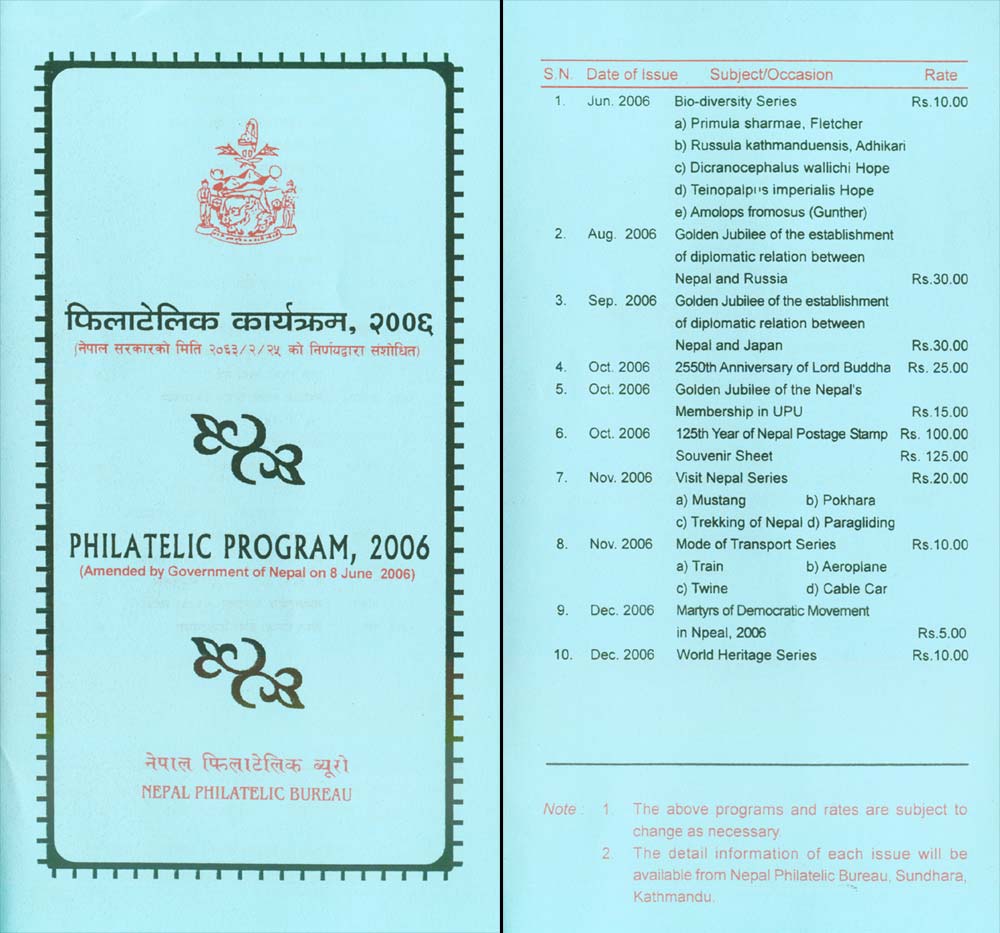 फिलाटेलिक कार्यक्रम, २००६
(नेपाल सरकारको मिति २०६३/२/२५ को निर्णयद्वारा संशोधित)
PHILATELIC PROGRAM, 2006
(Amended by Government of Nepal on 8 June 2006)
नेपाल फिलाटेलिक ब्यूरो
NEPAL PHILATELIC BUREAU
S.N. Date of Issue Subject/Occasion Rate
1. Jun. 2006 Bio-diversity Series Rs.10.00
a) Primula sharmae, Fletcher
b) Russula kathmanduensis, Adhikari
c) Dicranocephalus wallichi Hope
d) Teinopalpus imperialis Hope
e) Amolops fromosus (Gunther)
2. Aug. 2006 Golden Jubilee of the establishment
of diplomatic relation between
Nepal and Russia Rs.30.00
3. Sep. 2006 Golden Jubilee of the establishment
of diplomatic relation between
Nepal and Japan Rs.30.00
4. Oct. 2006 2550th Anniversary of Lord Buddha Rs. 25.00
5. Oct. 2006 Golden Jubilee of the Nepal's
Membership in UPU Rs.15.00
6. Oct. 2006 125th Year of Nepal Postage Stamp Rs. 100.00
Souvenir Sheet Rs. 125.00
7. Nov. 2006 Visit Nepal Series Rs.20.00
a) Mustang b) Pokhara
c) Trekking of Nepal d) Paragliding
8. Nov. 2006 Mode of Transport Series Rs.10.00
a) Train b) Aeroplane
c) Twine d) Cable Car
9. Dec. 2006 Martyrs of Democratic Movement
in Npeal, 2006 Rs.5.00
10. Dec. 2006 World Heritage Series Rs.10.00
Note : 1. The above programs and rates are subject to
change as necessary.
2. The detail information of each issue will be
available from Nepal Philatelic Bureau, Sundhara,
Kathmandu.